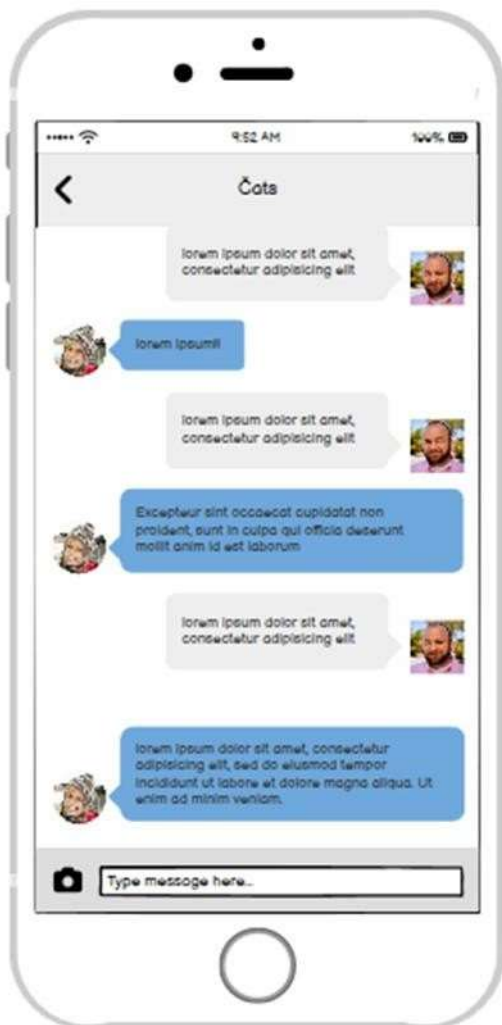 9:52 AM
100%
Čats
lorem ipsum dolor sit amet,
consectetur adipisicing elit
lorem ipsum!!
lorem ipsum dolor sit amet,
consectetur adipisicing elit
Excepteur sint occaecat cupidatat non
proident, sunt in culpa qui officia deserunt
mollit anim id est laborum
lorem ipsum dolor sit amet,
consectetur adipisicing elit
lorem ipsum dolor sit amet, consectetur
adipisicing elit, sed do eiusmod tempor
incididunt ut labore et dolore magna aliqua. Ut
enim ad minim veniam.
Type message here...